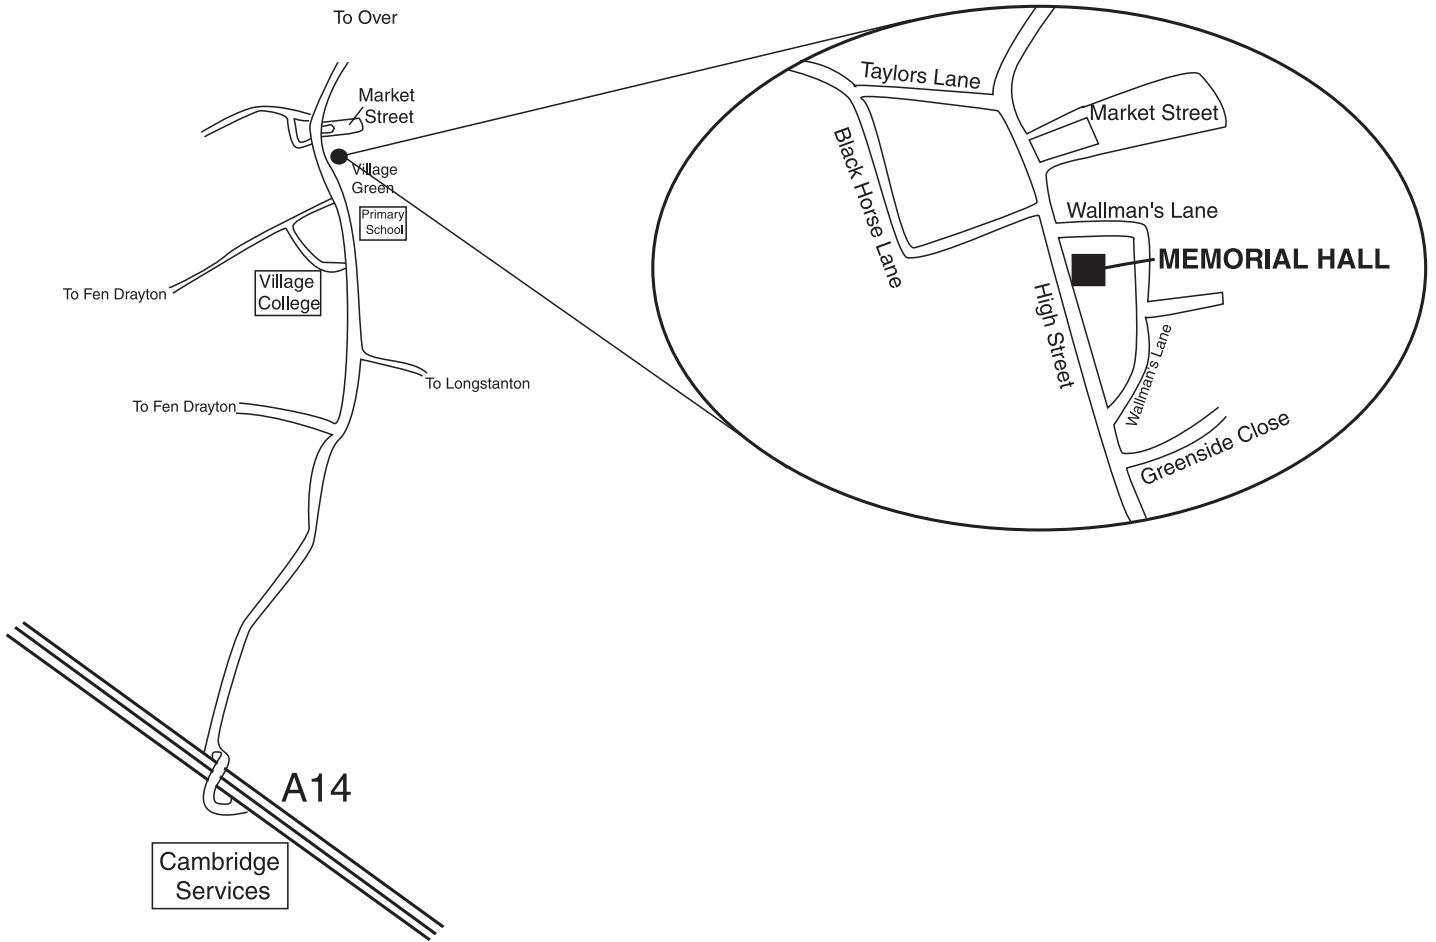 To Over
Market
Street
Village
Green
Primary
School
To Fen Drayton
Village
College
To Longstanton
To Fen Drayton
A14
Cambridge
Services
Taylors Lane
Market Street
Black Horse Lane
Wallman's Lane
MEMORIAL HALL
High Street
Wallman's Lane
Greenside Close